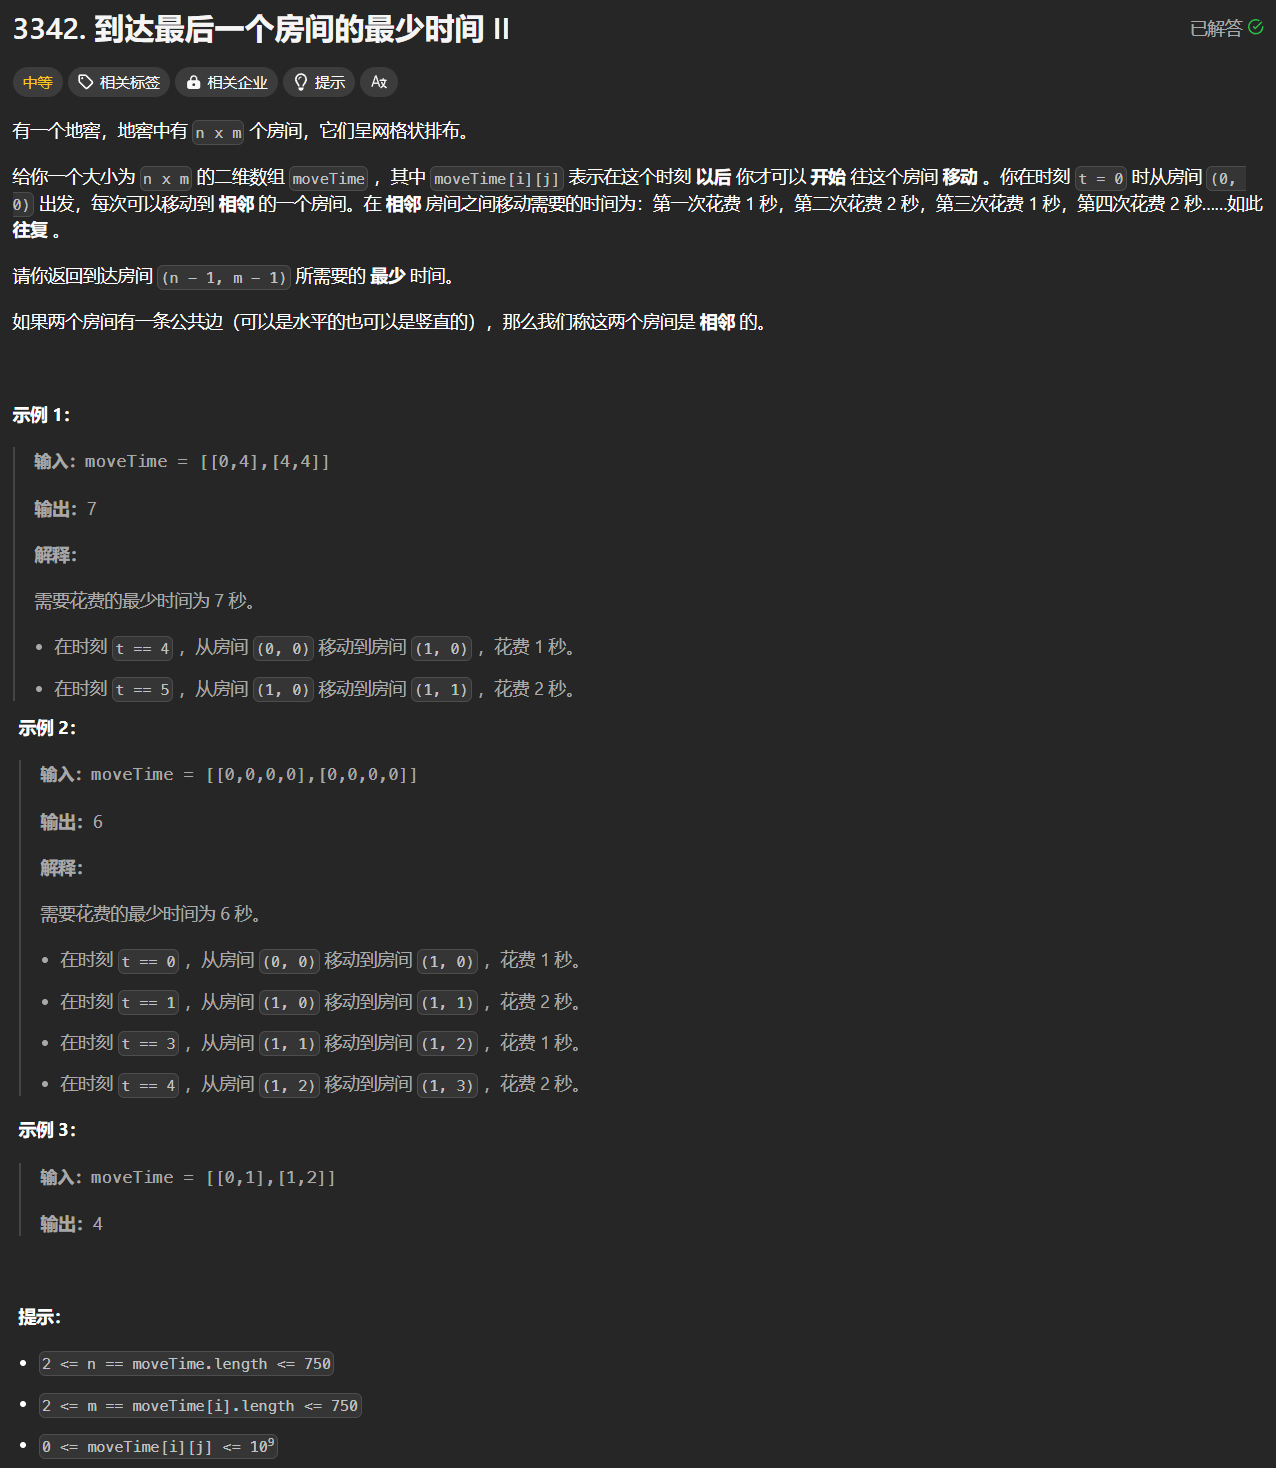 3342. 到达最后一个房间的最少时间 II
已解答
中等 相关标签 相关企业 提示
有一个地窖，地窖中有 n x m 个房间，它们呈网格状排布。
给你一个大小为 n x m 的二维数组 moveTime ，其中 moveTime[i][j] 表示在这个时刻 以后 你才可以 开始 往这个房间 移动 。你在时刻 t = 0 时从房间 (0,
0) 出发，每次可以移动到 相邻 的一个房间。在 相邻 房间之间移动需要的时间为：第一次花费 1 秒，第二次花费 2 秒，第三次花费 1 秒，第四次花费 2 秒……如此
往复 。
请你返回到达房间 (n - 1, m - 1) 所需要的 最少 时间。
如果两个房间有一条公共边（可以是水平的也可以是竖直的），那么我们称这两个房间是 相邻 的。
示例 1：
输入：moveTime = [[0,4],[4,4]]
输出：7
解释：
需要花费的最少时间为 7 秒。
• 在时刻 t == 4 ，从房间 (0, 0) 移动到房间 (1, 0) ，花费 1 秒。
• 在时刻 t == 5 ，从房间 (1, 0) 移动到房间 (1, 1) ，花费 2 秒。
示例 2：
输入：moveTime = [[0,0,0,0],[0,0,0,0]]
输出：6
解释：
需要花费的最少时间为 6 秒。
• 在时刻 t == 0 ，从房间 (0, 0) 移动到房间 (1, 0) ，花费 1 秒。
• 在时刻 t == 1 ，从房间 (1, 0) 移动到房间 (1, 1) ，花费 2 秒。
• 在时刻 t == 3 ，从房间 (1, 1) 移动到房间 (1, 2) ，花费 1 秒。
• 在时刻 t == 4 ，从房间 (1, 2) 移动到房间 (1, 3) ，花费 2 秒。
示例 3：
输入：moveTime = [[0,1],[1,2]]
输出：4
提示：
• 2 <= n == moveTime.length <= 750
• 2 <= m == moveTime[i].length <= 750
• 0 <= moveTime[i][j] <= 10⁹